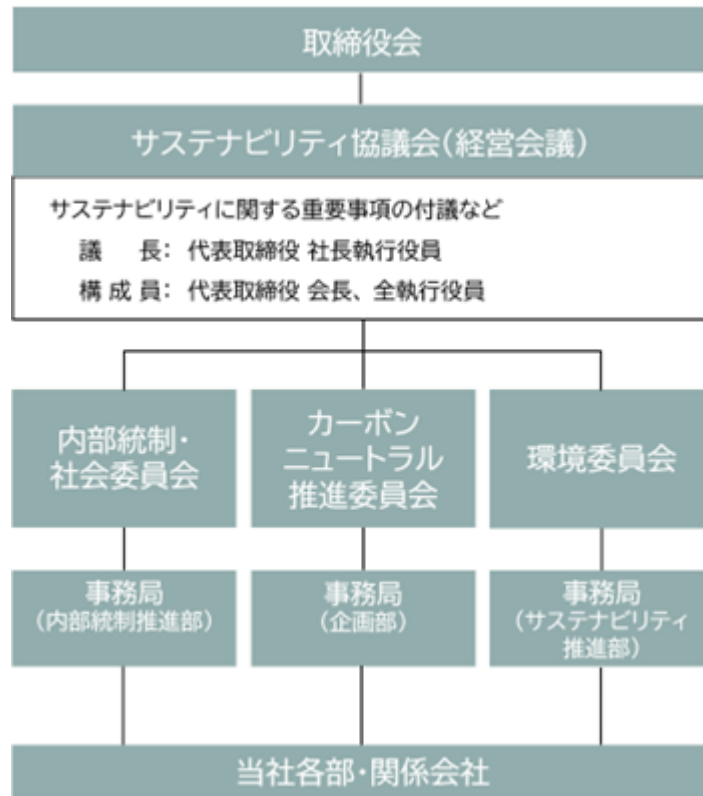 取締役会
サステナビリティ協議会(経営会議)
サステナビリティに関する重要事項の付議など
議　長： 代表取締役 社長執行役員
構成員： 代表取締役 会長、全執行役員
内部統制・
社会委員会
カーボン
ニュートラル
推進委員会
環境委員会
事務局
(内部統制推進部)
事務局
(企画部)
事務局
(サステナビリティ
推進部)
当社各部・関係会社